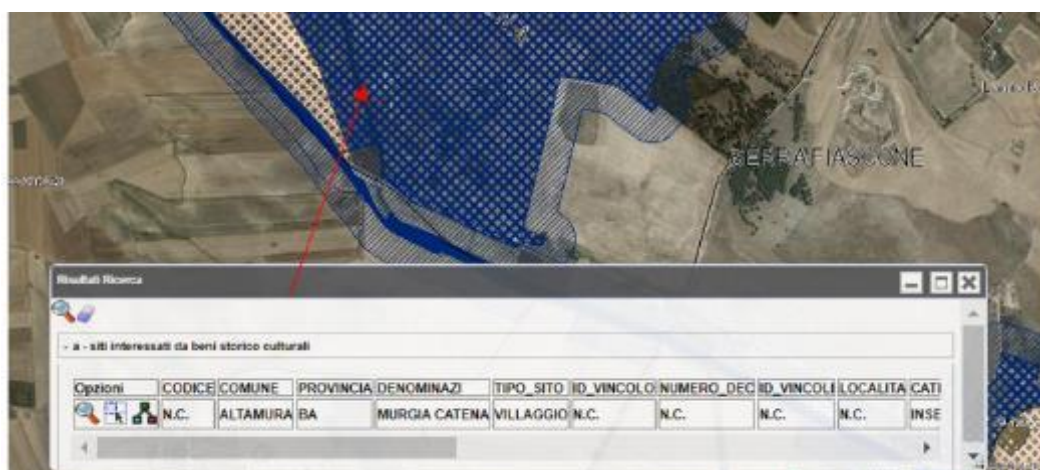 SERRAFIASCONE
Risultati Ricerca
- a - siti interessati da beni storico culturali
Opzioni CODICE COMUNE PROVINCIA DENOMINAZI TIPO_SITO ID_VINCOLO NUMERO_DEC ID_VINCOLI LOCALITA CATI
N.C. ALTAMURA BA MURGIA CATENA VILLAGGIO N.C. N.C. N.C. N.C. INSE